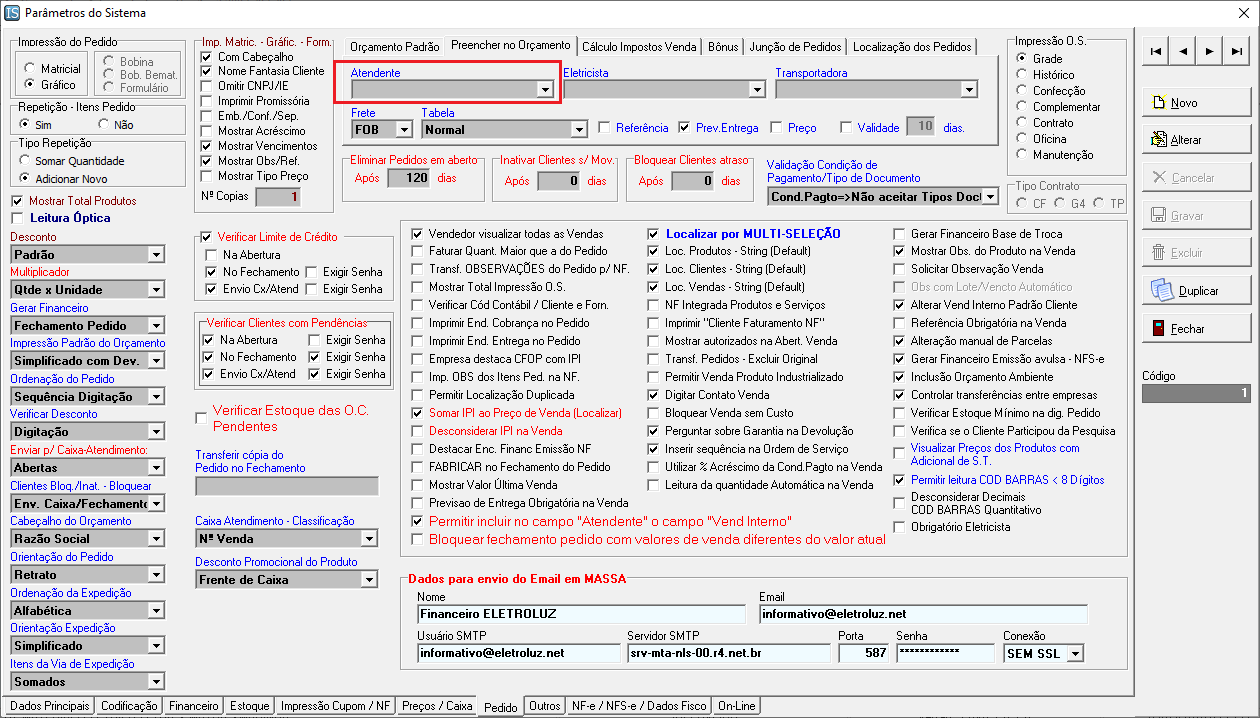 Parâmetros do Sistema
Impressão do Pedido
Matricial
Gráfico
Bobina
Bob. Bemat.
Formulário
Repetição - Itens Pedido
Sim
Não
Tipo Repetição
Somar Quantidade
Adicionar Novo
Mostrar Total Produtos
Leitura Óptica
Desconto
Padrão
Multiplicador
Qtde x Unidade
Gerar Financeiro
Fechamento Pedido
Impressão Padrão do Orçamento
Simplificado com Dev.
Ordenação do Pedido
Sequência Digitação
Verificar Desconto
Digitação
Enviar p/ Caixa-Atendimento:
Abertas
Clientes Bloq./Inat. - Bloquear
Env. Caixa/Fechamento
Cabeçalho do Orçamento
Razão Social
Orientação do Pedido
Retrato
Ordenação da Expedição
Alfabética
Orientação Expedição
Simplificado
Itens da Via de Expedição
Somados
Imp. Matric. - Gráfic. - Form.
Com Cabeçalho
Nome Fantasia Cliente
Omitir CNPJ/IE
Imprimir Promissória
Emb./Conf./Sep.
Mostrar Acréscimo
Mostrar Vencimentos
Mostrar Obs/Ref.
Mostrar Tipo Preço
Nº Copias 1
Verificar Limite de Crédito
Na Abertura
No Fechamento Exigir Senha
Envio Cx/Atend Exigir Senha
Verificar Clientes com Pendências
Na Abertura Exigir Senha
No Fechamento Exigir Senha
Envio Cx/Atend Exigir Senha
Verificar Estoque das O.C.
Pendentes
Transferir cópia do
Pedido no Fechamento
Caixa Atendimento - Classificação
Nº Venda
Desconto Promocional do Produto
Frente de Caixa
Orçamento Padrão Preencher no Orçamento Cálculo Impostos Venda Bônus Junção de Pedidos Localização dos Pedidos
Atendente Eletricista Transportadora
Frete Tabela
FOB Normal Referência Prev.Entrega Preço Validade 10 dias.
Eliminar Pedidos em aberto
Após 120 dias
Inativar Clientes s/ Mov.
Após 0 dias
Bloquear Clientes atraso
Após 0 dias
Validação Condição de
Pagamento/Tipo de Documento
Cond.Pagto=>Não aceitar Tipos Doc
Impressão O.S.
Grade
Histórico
Confecção
Complementar
Contrato
Oficina
Manutenção
Tipo Contrato
CF G4 TP
Vendedor visualizar todas as Vendas
Faturar Quant. Maior que a do Pedido
Transf. OBSERVAÇÕES do Pedido p/ NF.
Mostrar Total Impressão O.S.
Verificar Cód Contábil / Cliente e Forn.
Imprimir End. Cobrança no Pedido
Imprimir End. Entrega no Pedido
Empresa destaca CFOP com IPI
Imp. OBS dos Itens Ped. na NF.
Permitir Localização Duplicada
Somar IPI ao Preço de Venda (Localizar)
Desconsiderar IPI na Venda
Destacar Enc. Financ Emissão NF
FABRICAR no Fechamento do Pedido
Mostrar Valor Última Venda
Previsao de Entrega Obrigatória na Venda
Permitir incluir no campo "Atendente" o campo "Vend Interno"
Bloquear fechamento pedido com valores de venda diferentes do valor atual
Localizar por MULTI-SELEÇÃO
Loc. Produtos - String (Default)
Loc. Clientes - String (Default)
Loc. Vendas - String (Default)
NF Integrada Produtos e Serviços
Imprimir "Cliente Faturamento NF"
Mostrar autorizados na Abert. Venda
Transf. Pedidos - Excluir Original
Permitir Venda Produto Industrializado
Digitar Contato Venda
Bloquear Venda sem Custo
Perguntar sobre Garantia na Devolução
Inserir sequência na Ordem de Serviço
Utilizar % Acréscimo da Cond.Pagto na Venda
Leitura da quantidade Automática na Venda
Gerar Financeiro Base de Troca
Mostrar Obs. do Produto na Venda
Solicitar Observação Venda
Obs com Lote/Vencto Automático
Alterar Vend Interno Padrão Cliente
Referência Obrigatória na Venda
Alteração manual de Parcelas
Gerar Financeiro Emissão avulsa - NFS-e
Inclusão Orçamento Ambiente
Controlar transferências entre empresas
Verificar Estoque Mínimo na dig. Pedido
Verifica se o Cliente Participou da Pesquisa
Visualizar Preços dos Produtos com
Adicional de S.T.
Permitir leitura COD BARRAS < 8 Dígitos
Desconsiderar Decimais
COD BARRAS Quantitativo
Obrigatório Eletricista
Dados para envio do Email em MASSA
Nome Email
Financeiro ELETROLUZ informativo@eletroluz.net
Usuário SMTP Servidor SMTP Porta Senha Conexão
informativo@eletroluz.net srv-mta-nls-00.r4.net.br 587 *********** SEM SSL
Novo
Alterar
Cancelar
Gravar
Excluir
Duplicar
Fechar
Código
1
Dados Principais Codificação Financeiro Estoque Impressão Cupom / NF Preços / Caixa Pedido Outros NF-e / NFS-e / Dados Fisco On-Line